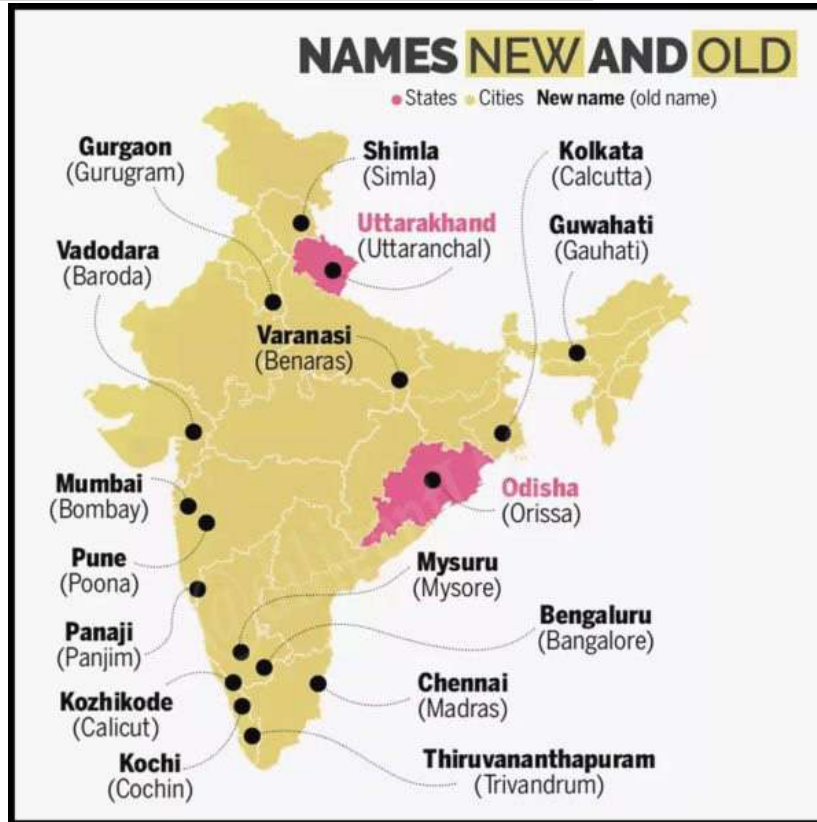 NAMES NEW AND OLD
States Cities New name (old name)
Gurgaon
(Gurugram)
Shimla
(Simla)
Kolkata
(Calcutta)
Uttarakhand
(Uttaranchal)
Guwahati
(Gauhati)
Vadodara
(Baroda)
Varanasi
(Benaras)
Mumbai
(Bombay)
Odisha
(Orissa)
Pune
(Poona)
Mysuru
(Mysore)
Panaji
(Panjim)
Bengaluru
(Bangalore)
Kozhikode
(Calicut)
Chennai
(Madras)
Kochi
(Cochin)
Thiruvananthapuram
(Trivandrum)